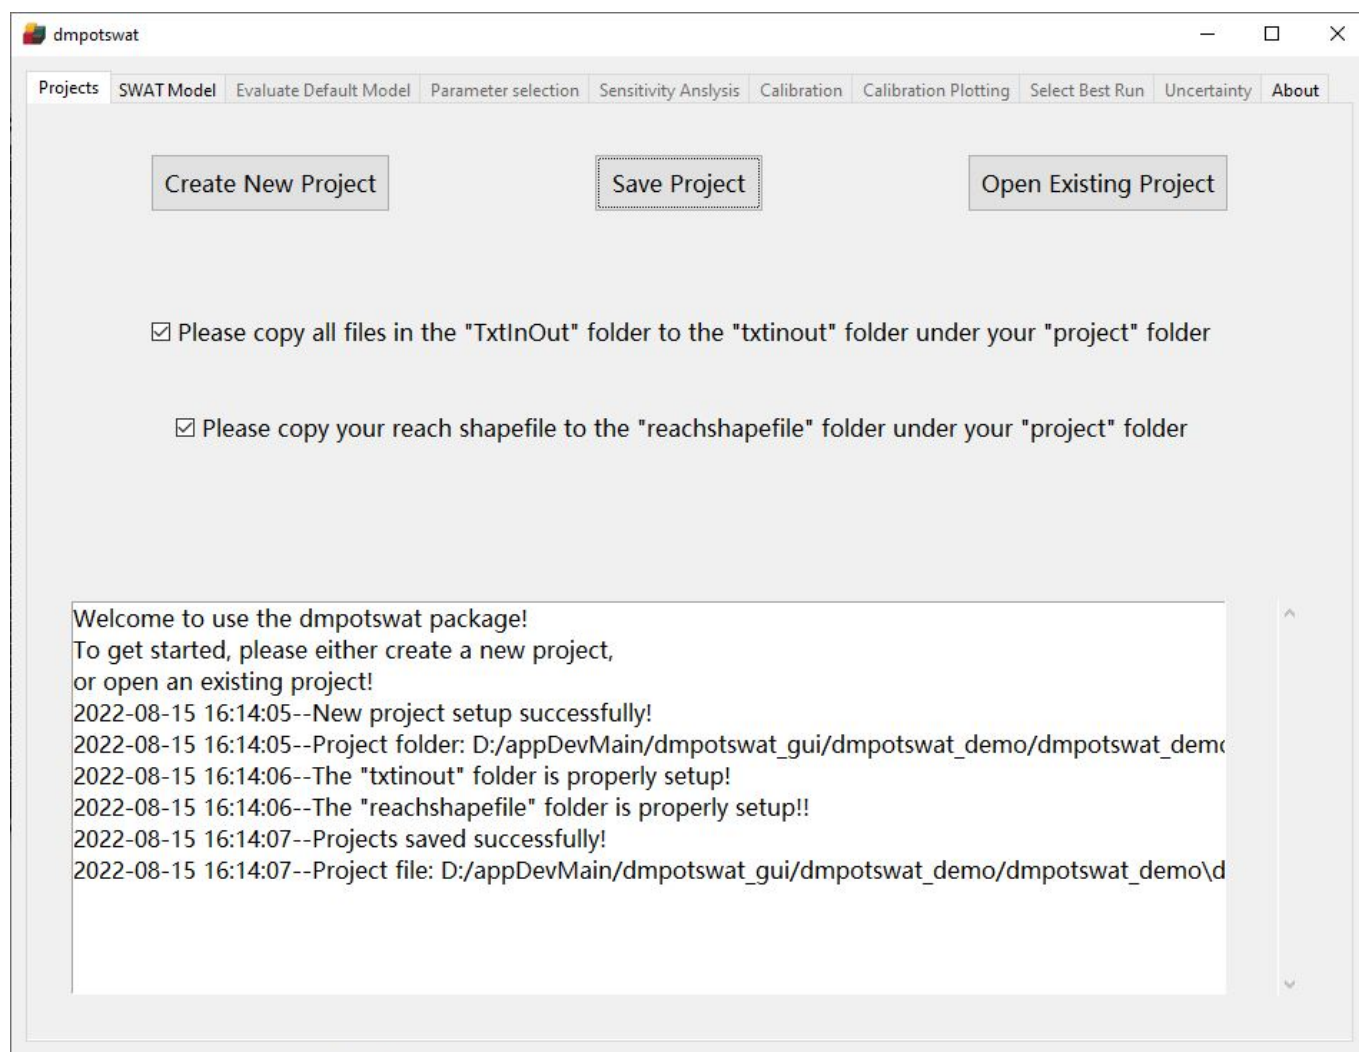 dmpotswat
Projects SWAT Model Evaluate Default Model Parameter selection Sensitivity Anslysis Calibration Calibration Plotting Select Best Run Uncertainty About
Create New Project Save Project Open Existing Project
Please copy all files in the "TxtInOut" folder to the "txtinout" folder under your "project" folder
Please copy your reach shapefile to the "reachshapefile" folder under your "project" folder
Welcome to use the dmpotswat package!
To get started, please either create a new project,
or open an existing project!
2022-08-15 16:14:05--New project setup successfully!
2022-08-15 16:14:05--Project folder: D:/appDevMain/dmpotswat_gui/dmpotswat_demo/dmpotswat_demo
2022-08-15 16:14:06--The "txtinout" folder is properly setup!
2022-08-15 16:14:06--The "reachshapefile" folder is properly setup!!
2022-08-15 16:14:07--Projects saved successfully!
2022-08-15 16:14:07--Project file: D:/appDevMain/dmpotswat_gui/dmpotswat_demo/dmpotswat_demo\d